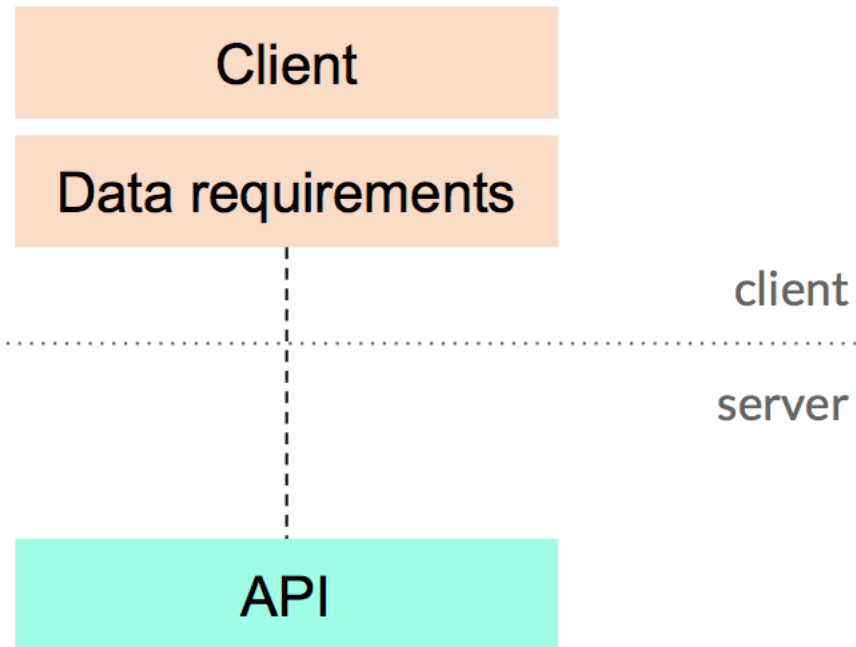 Client
Data requirements
client
server
API